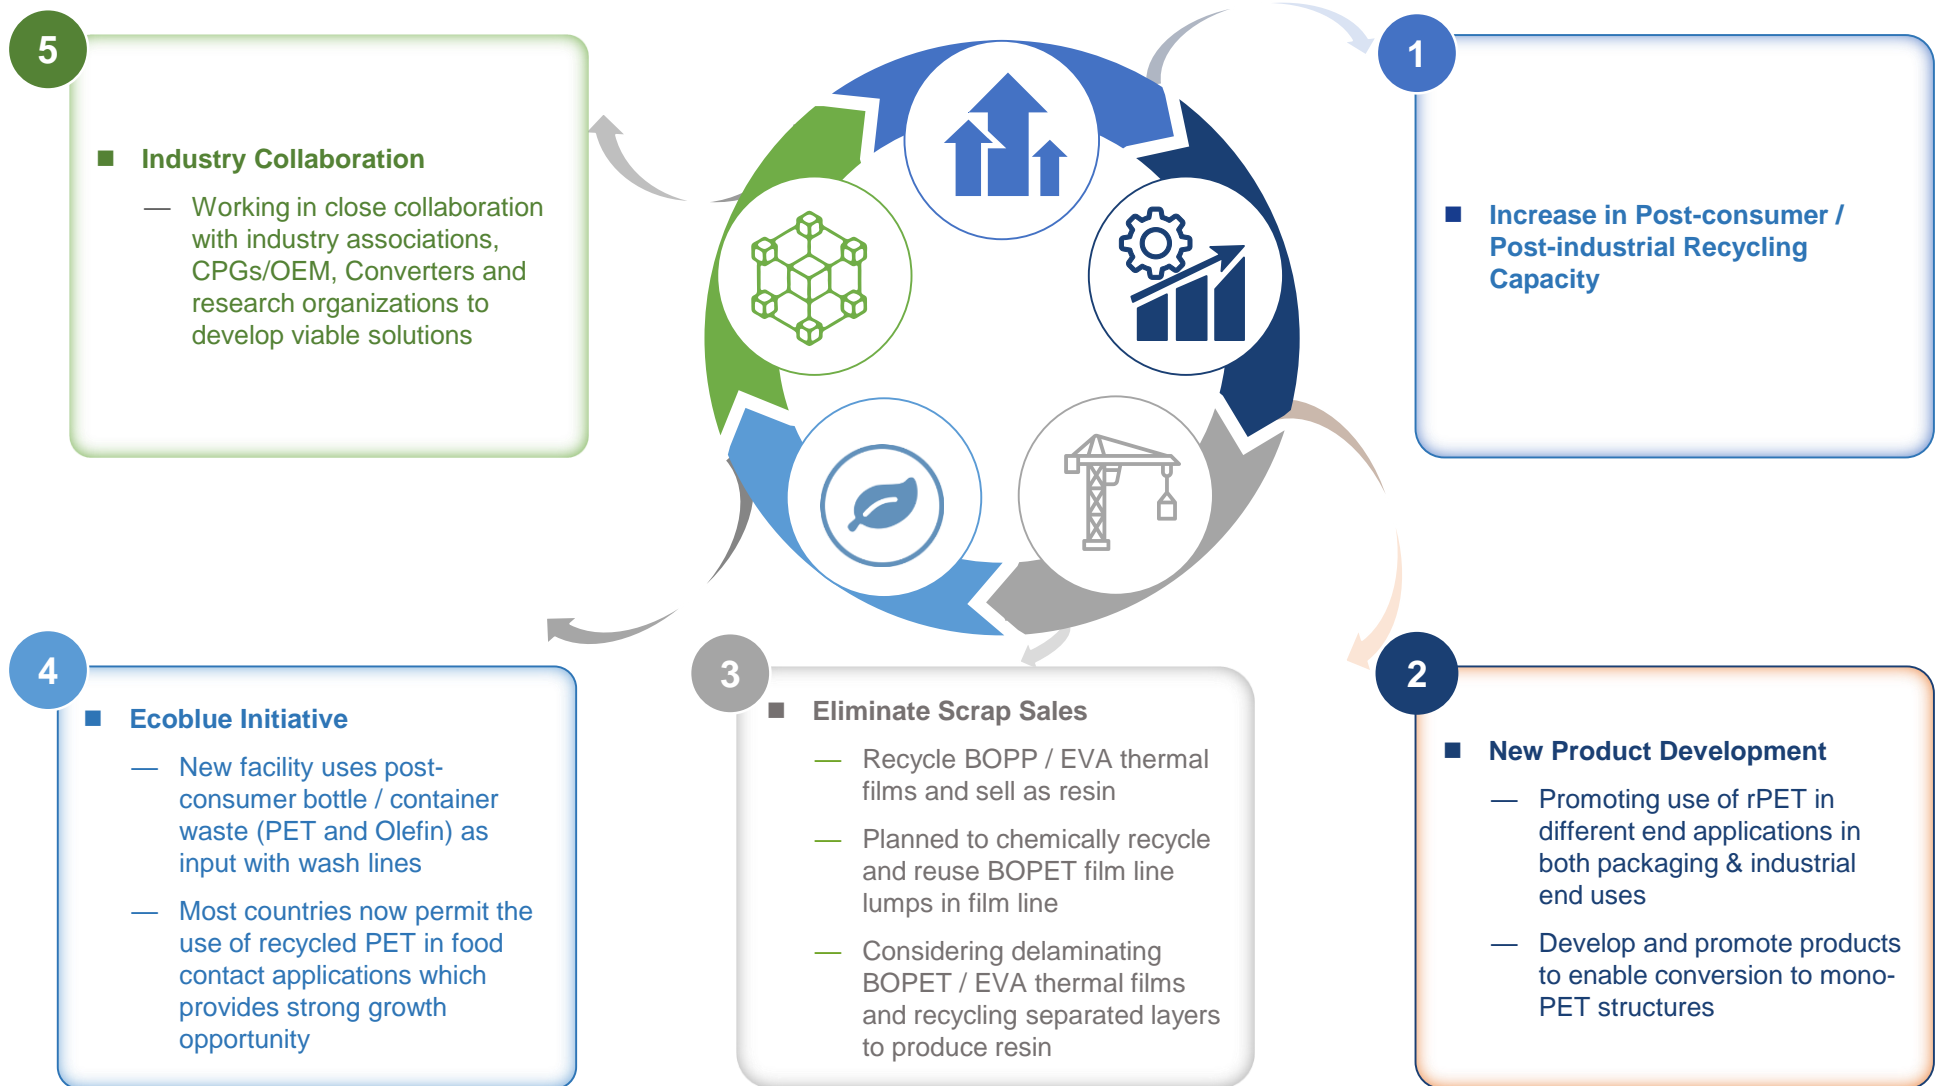 5
Industry Collaboration
— Working in close collaboration
with industry associations,
CPGs/OEM, Converters and
research organizations to
develop viable solutions
1
Increase in Post-consumer /
Post-industrial Recycling
Capacity
4
Ecoblue Initiative
— New facility uses post-
consumer bottle / container
waste (PET and Olefin) as
input with wash lines
— Most countries now permit the
use of recycled PET in food
contact applications which
provides strong growth
opportunity
3
Eliminate Scrap Sales
— Recycle BOPP / EVA thermal
films and sell as resin
— Planned to chemically recycle
and reuse BOPET film line
lumps in film line
— Considering delaminating
BOPET / EVA thermal films
and recycling separated layers
to produce resin
2
New Product Development
— Promoting use of rPET in
different end applications in
both packaging & industrial
end uses
— Develop and promote products
to enable conversion to mono-
PET structures